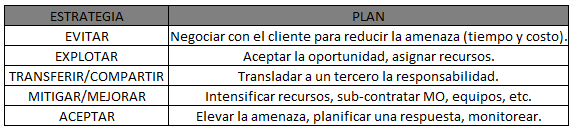 ESTRATEGIA PLAN
EVITAR Negociar con el cliente para reducir la amenaza (tiempo y costo).
EXPLOTAR Aceptar la oportunidad, asignar recursos.
TRANSFERIR/COMPARTIR Transladar a un tercero la responsabilidad.
MITIGAR/MEJORAR Intensificar recursos, sub-contratar MO, equipos, etc.
ACEPTAR Elevar la amenaza, planificar una respuesta, monitorear.